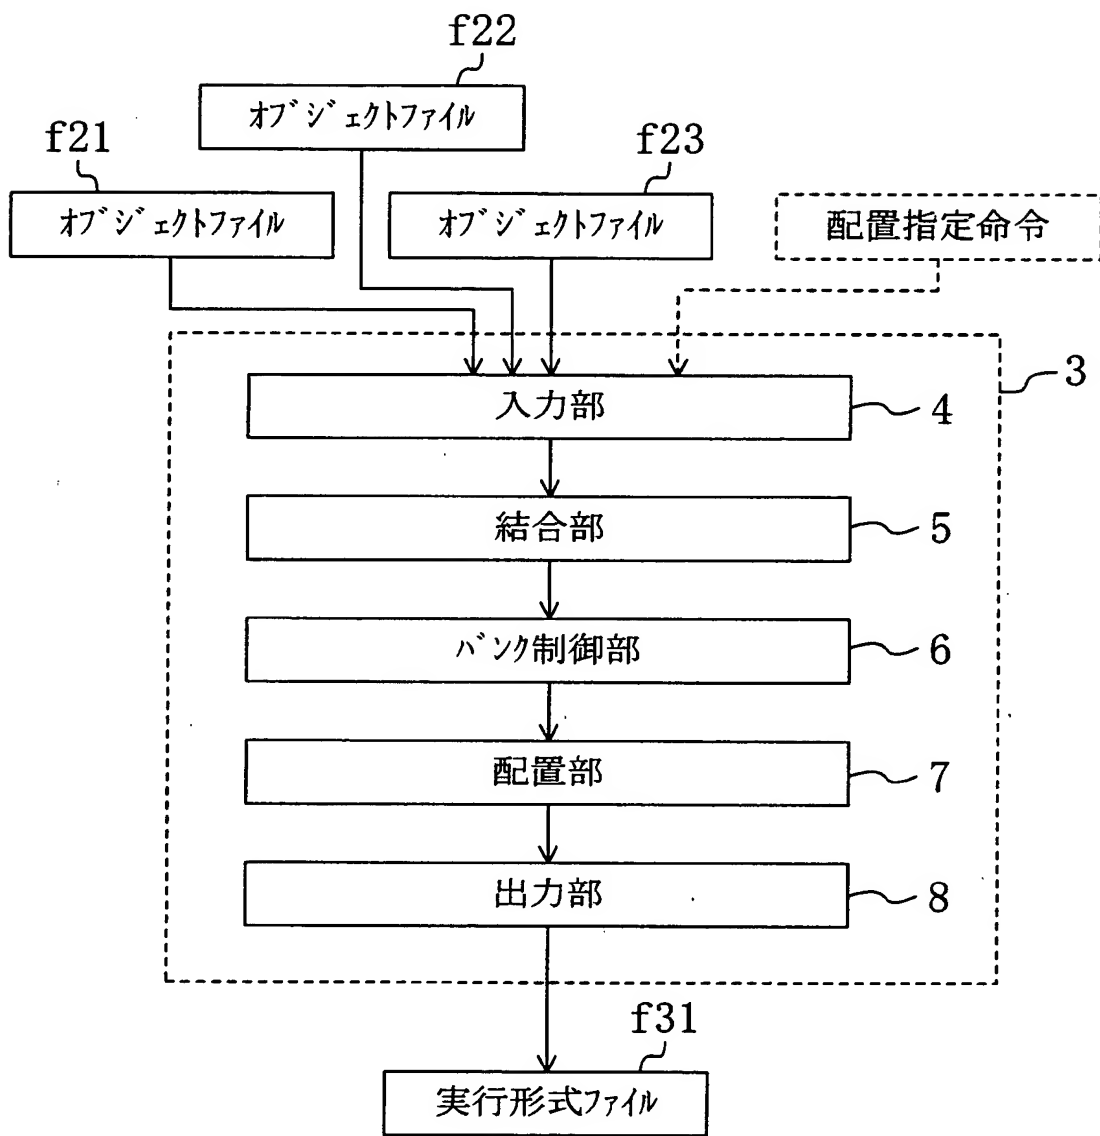 f22
ｵﾌﾞｼﾞｪｸﾄﾌｧｲﾙ
f21
ｵﾌﾞｼﾞｪｸﾄﾌｧｲﾙ
f23
ｵﾌﾞｼﾞｪｸﾄﾌｧｲﾙ
配置指定命令
3
入力部
4
結合部
5
ﾊﾞﾝｸ制御部
6
配置部
7
出力部
8
f31
実行形式ﾌｧｲﾙ